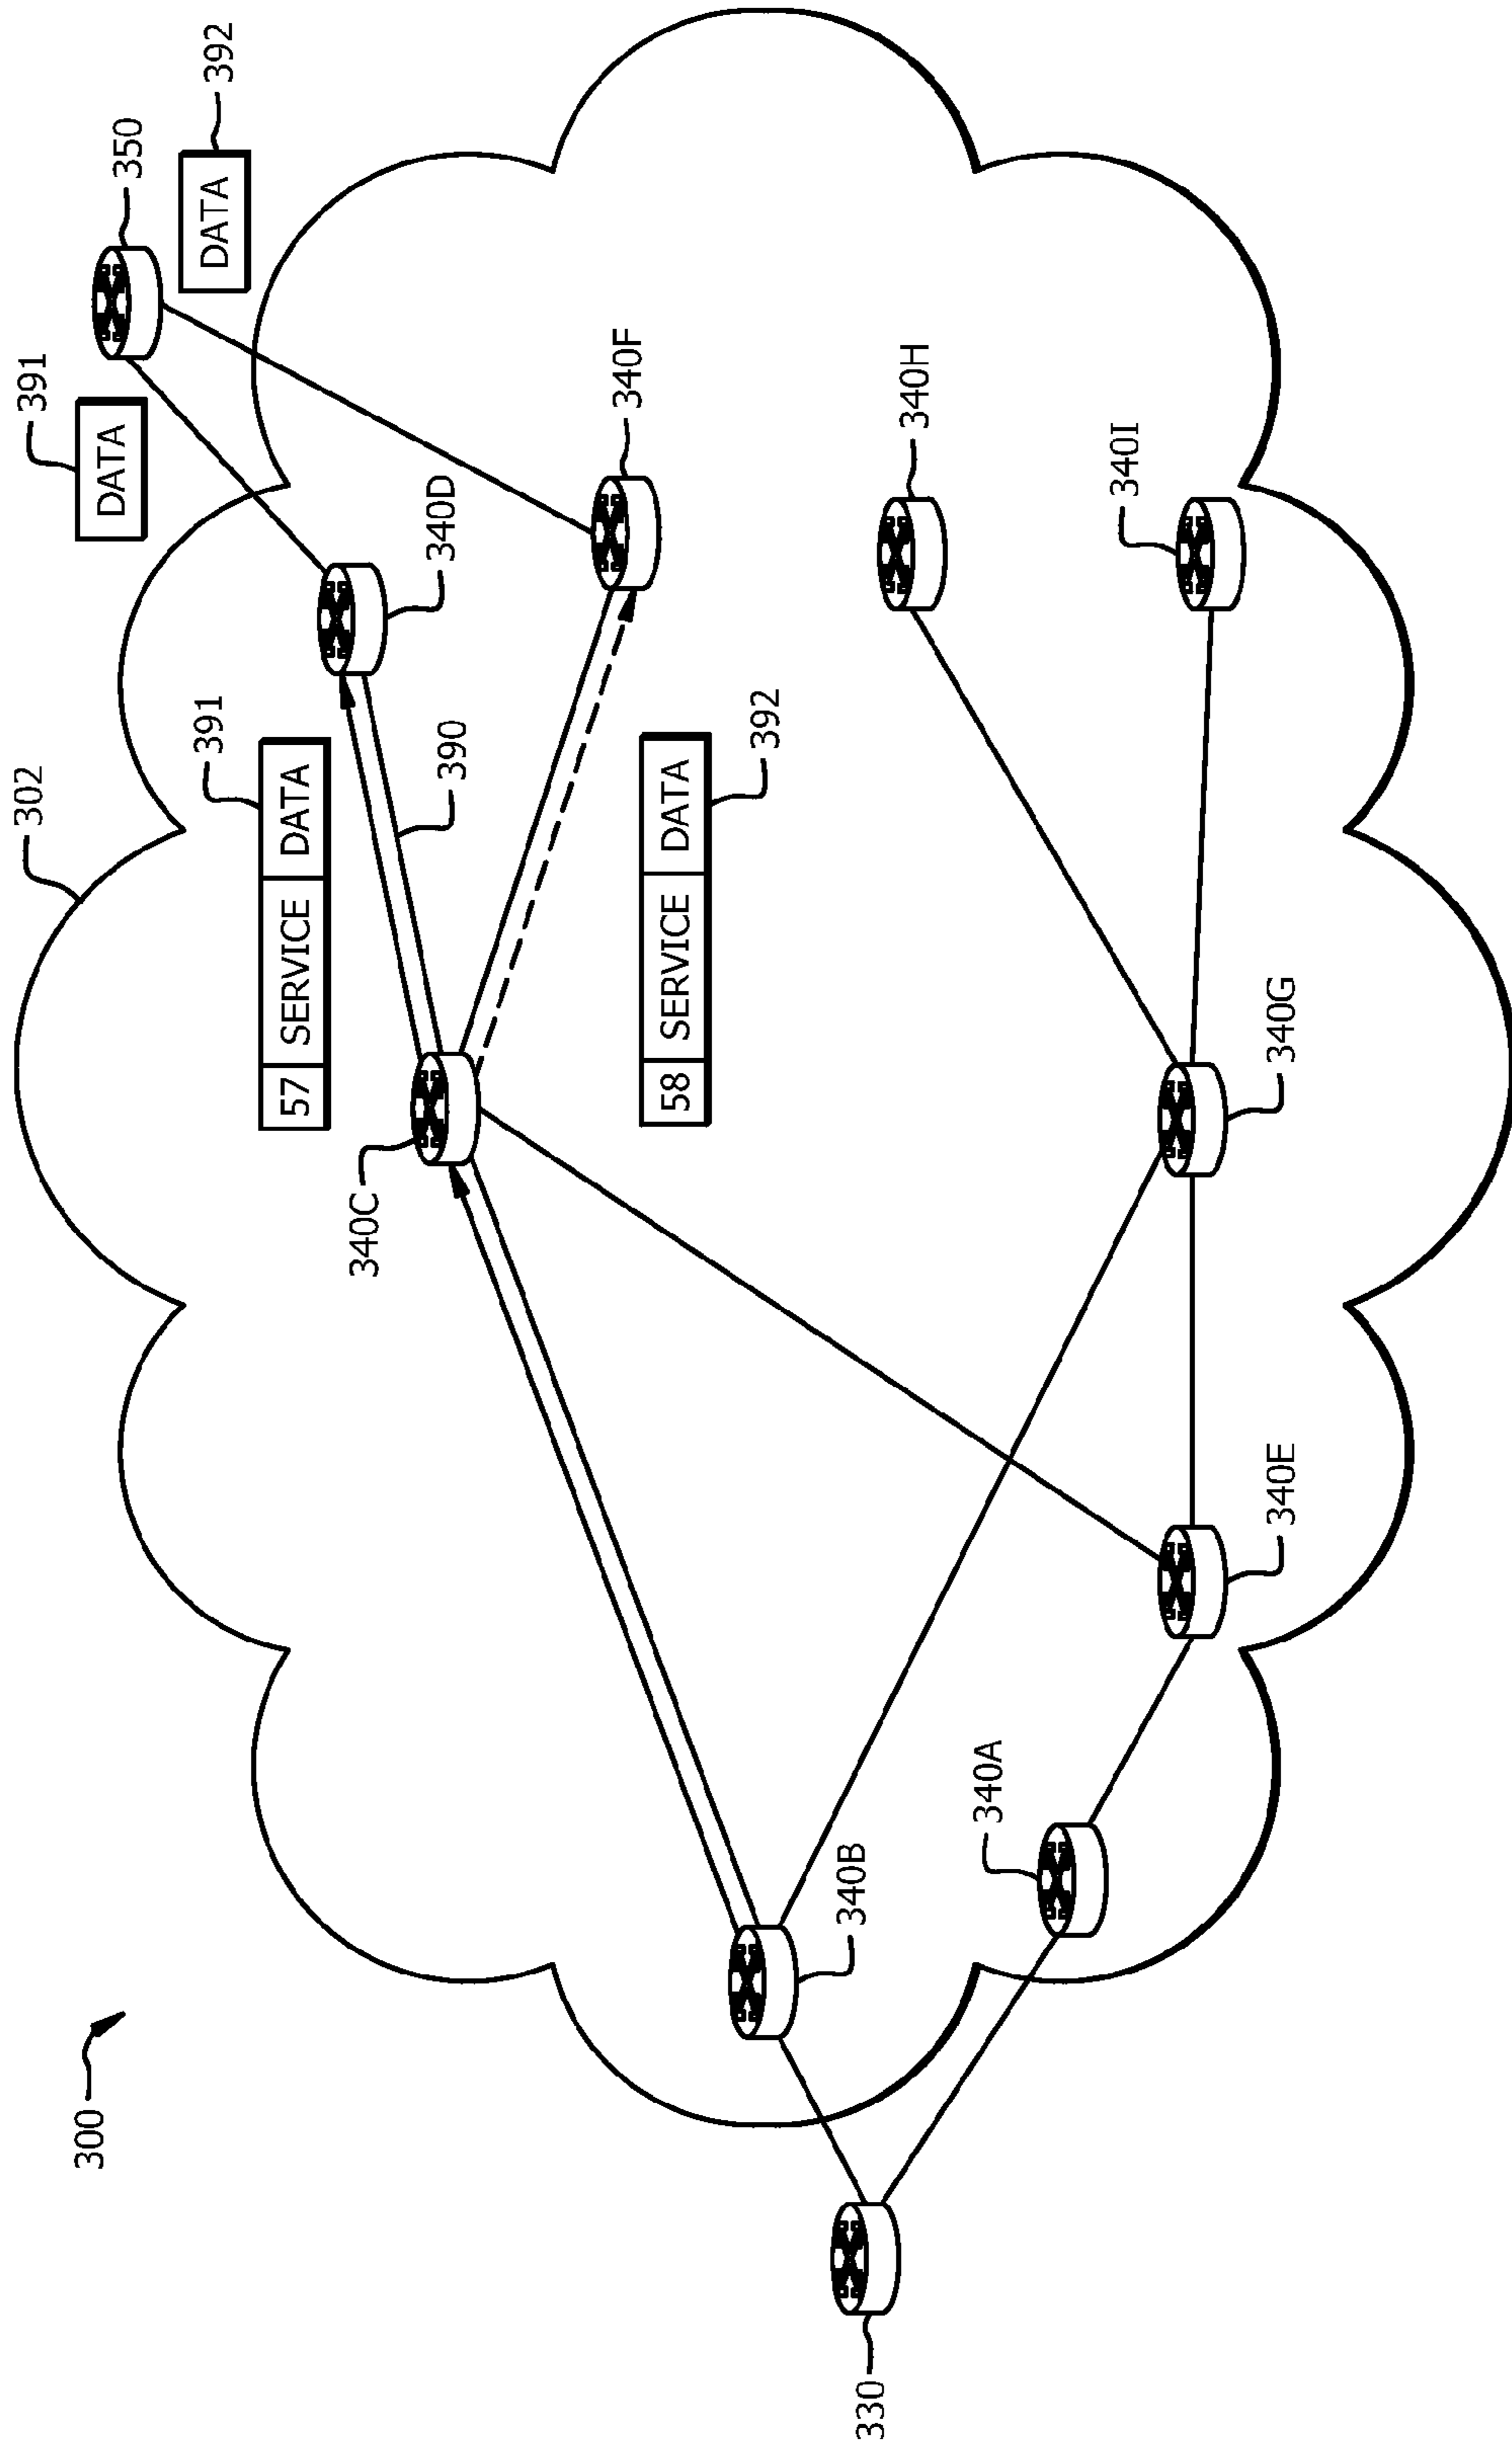 300
302
391
DATA
350
DATA
392
391
57 SERVICE DATA
340D
390
340C
340F
58 SERVICE DATA
392
340H
340I
340G
340E
340B
340A
330